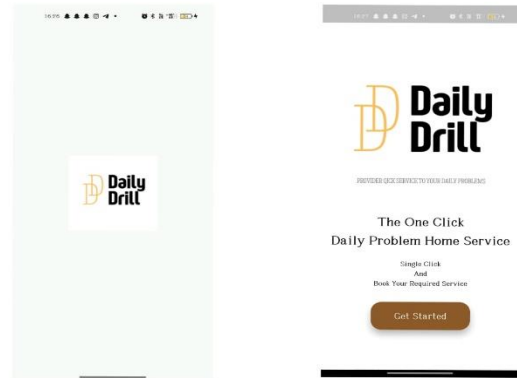 Daily
Drill
Daily
Drill
PROVIDER QICK SERVICE TO YOUR DAILY PROBLEMS
The One Click
Daily Problem Home Service
Single Click
And
Book Your Required Service
Get Started